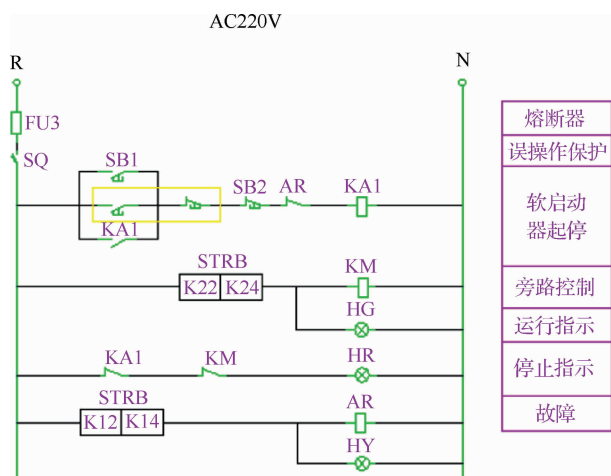 AC220V
R
N
FU3
SQ
SB1
SB2
AR
KA1
KA1
STRB
K22
K24
KM
HG
KA1
KM
HR
STRB
K12
K14
AR
HY
熔断器
误操作保护
软启动
器起停
旁路控制
运行指示
停止指示
故障